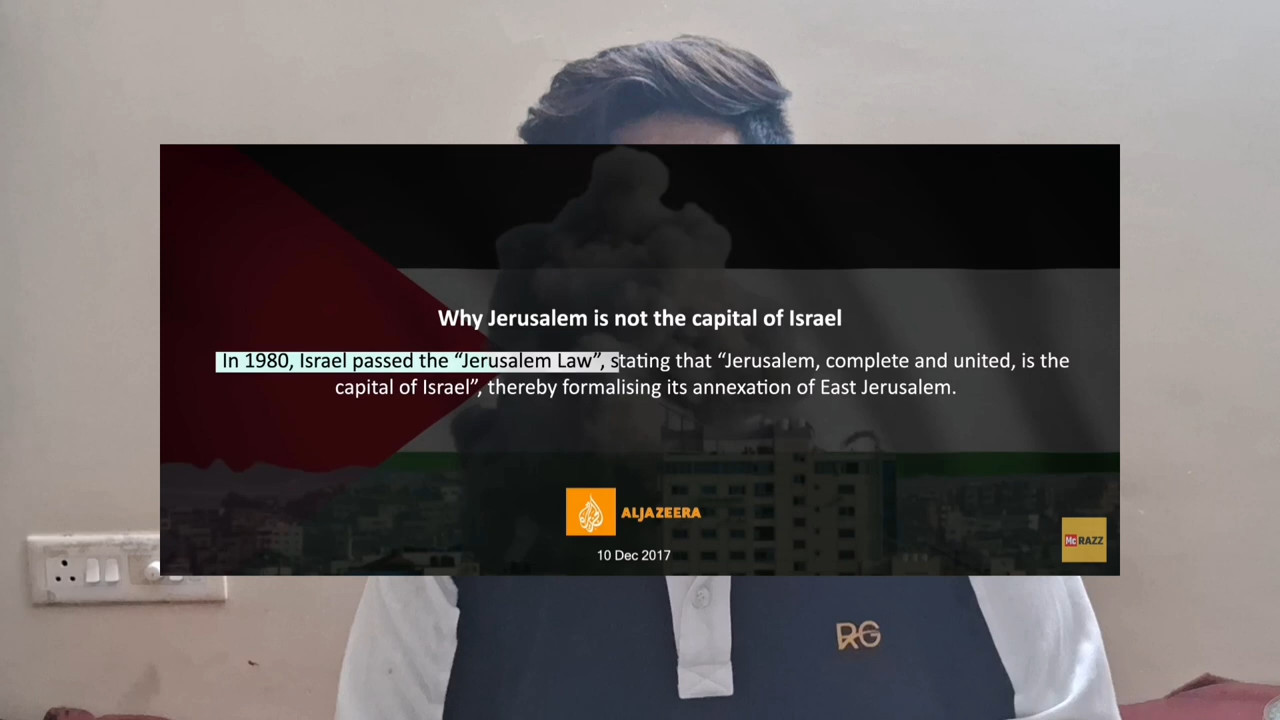 Why Jerusalem is not the capital of Israel
In 1980, Israel passed the “Jerusalem Law”, stating that “Jerusalem, complete and united, is the
capital of Israel”, thereby formalising its annexation of East Jerusalem.
ALJAZEERA
10 Dec 2017
Mc RAZZ
RG